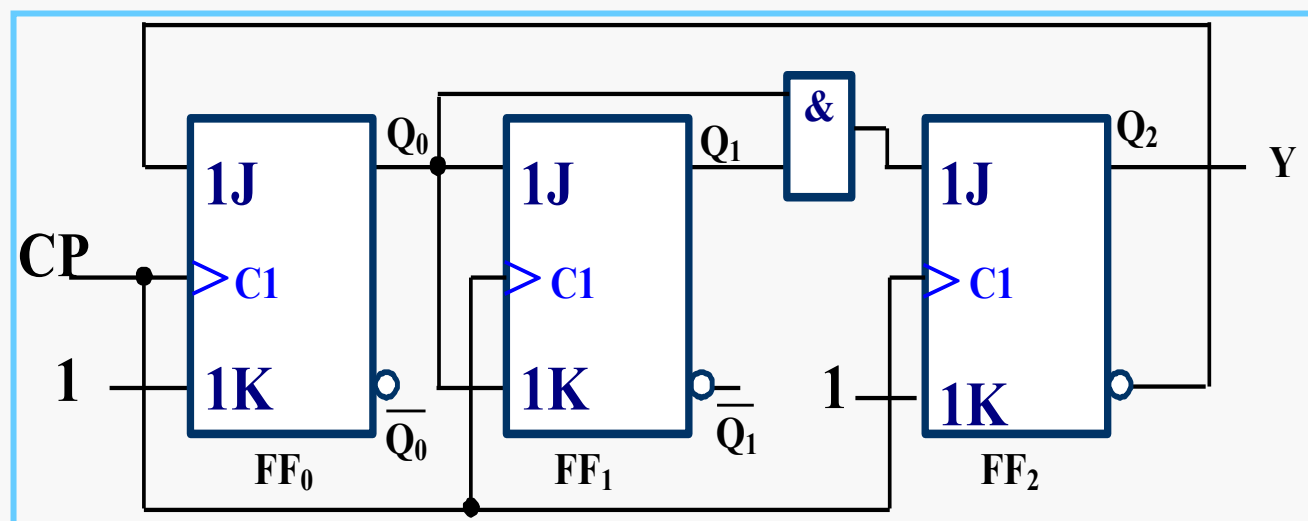 &
Q₀
Q₁
Q₂
Y
1J
1J
1J
CP
C1
C1
C1
1
1K
1K
1
1K
Q̅₀
Q̅₁
FF₀
FF₁
FF₂